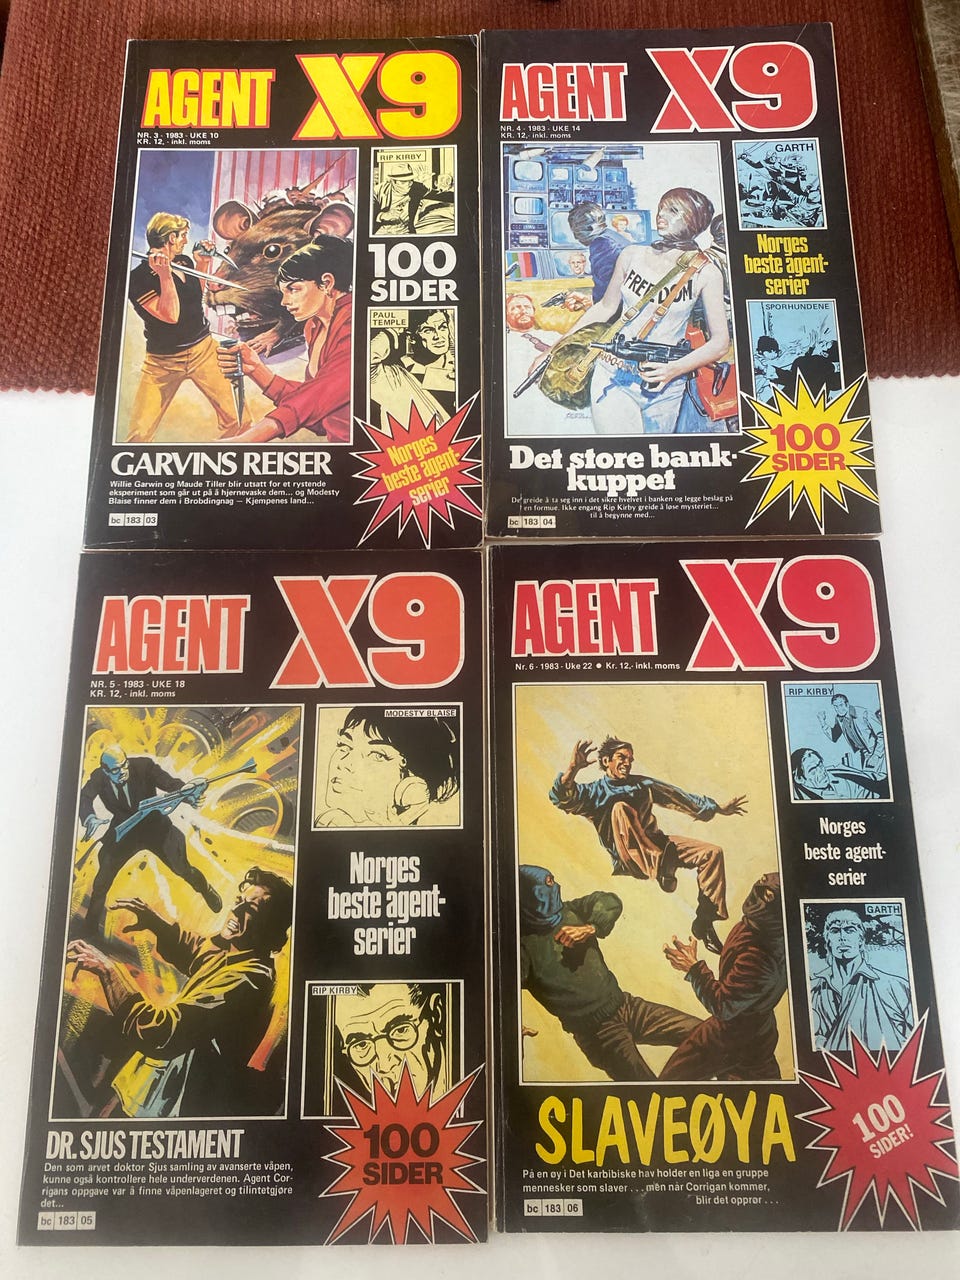 AGENT X9
NR. 3 - 1983 - UKE 10
KR. 12,- inkl. moms
RIP KIRBY
100
SIDER
PAUL
TEMPLE
Norges
beste agent-
serier
GARVINS REISER
Willie Garwin og Maude Tiller blir utsatt for et rystende
eksperiment som går ut på å hjernevaske dem... og Modesty
Blaise finner dem i Brobdingnag — Kjempenes land...
bc 183 03
AGENT X9
NR. 4 - 1983 - UKE 14
KR. 12,- inkl. moms
GARTH
Norges
beste agent-
serier
SPORHUNDENE
FREEDOM
100
SIDER
Det store bank-
kuppet
De greide å ta seg inn i det sikre hvelvet i banken og legge beslag på
en formue. Ikke engang Rip Kirby greide å løse mysteriet...
til å begynne med...
bc 183 04
AGENT X9
NR. 5 - 1983 - UKE 18
KR. 12, - inkl. moms
MODESTY BLAISE
Norges
beste agent-
serier
RIP KIRBY
100
SIDER
DR. SJUS TESTAMENT
Den som arvet doktor Sjus samling av avanserte våpen,
kunne også kontrollere hele underverdenen. Agent Cor-
rigans oppgave var å finne våpenlageret og tilintetgjøre
det...
bc 183 05
AGENT X9
Nr. 6 - 1983 - Uke 22 ● Kr. 12,- inkl. moms
RIP KIRBY
Norges
beste agent-
serier
GARTH
100
SIDER!
SLAVEØYA
På en øy i Det karbibiske hav holder en liga en gruppe
mennesker som slaver . . . men når Corrigan kommer,
blir det opprør . . .
bc 183 06